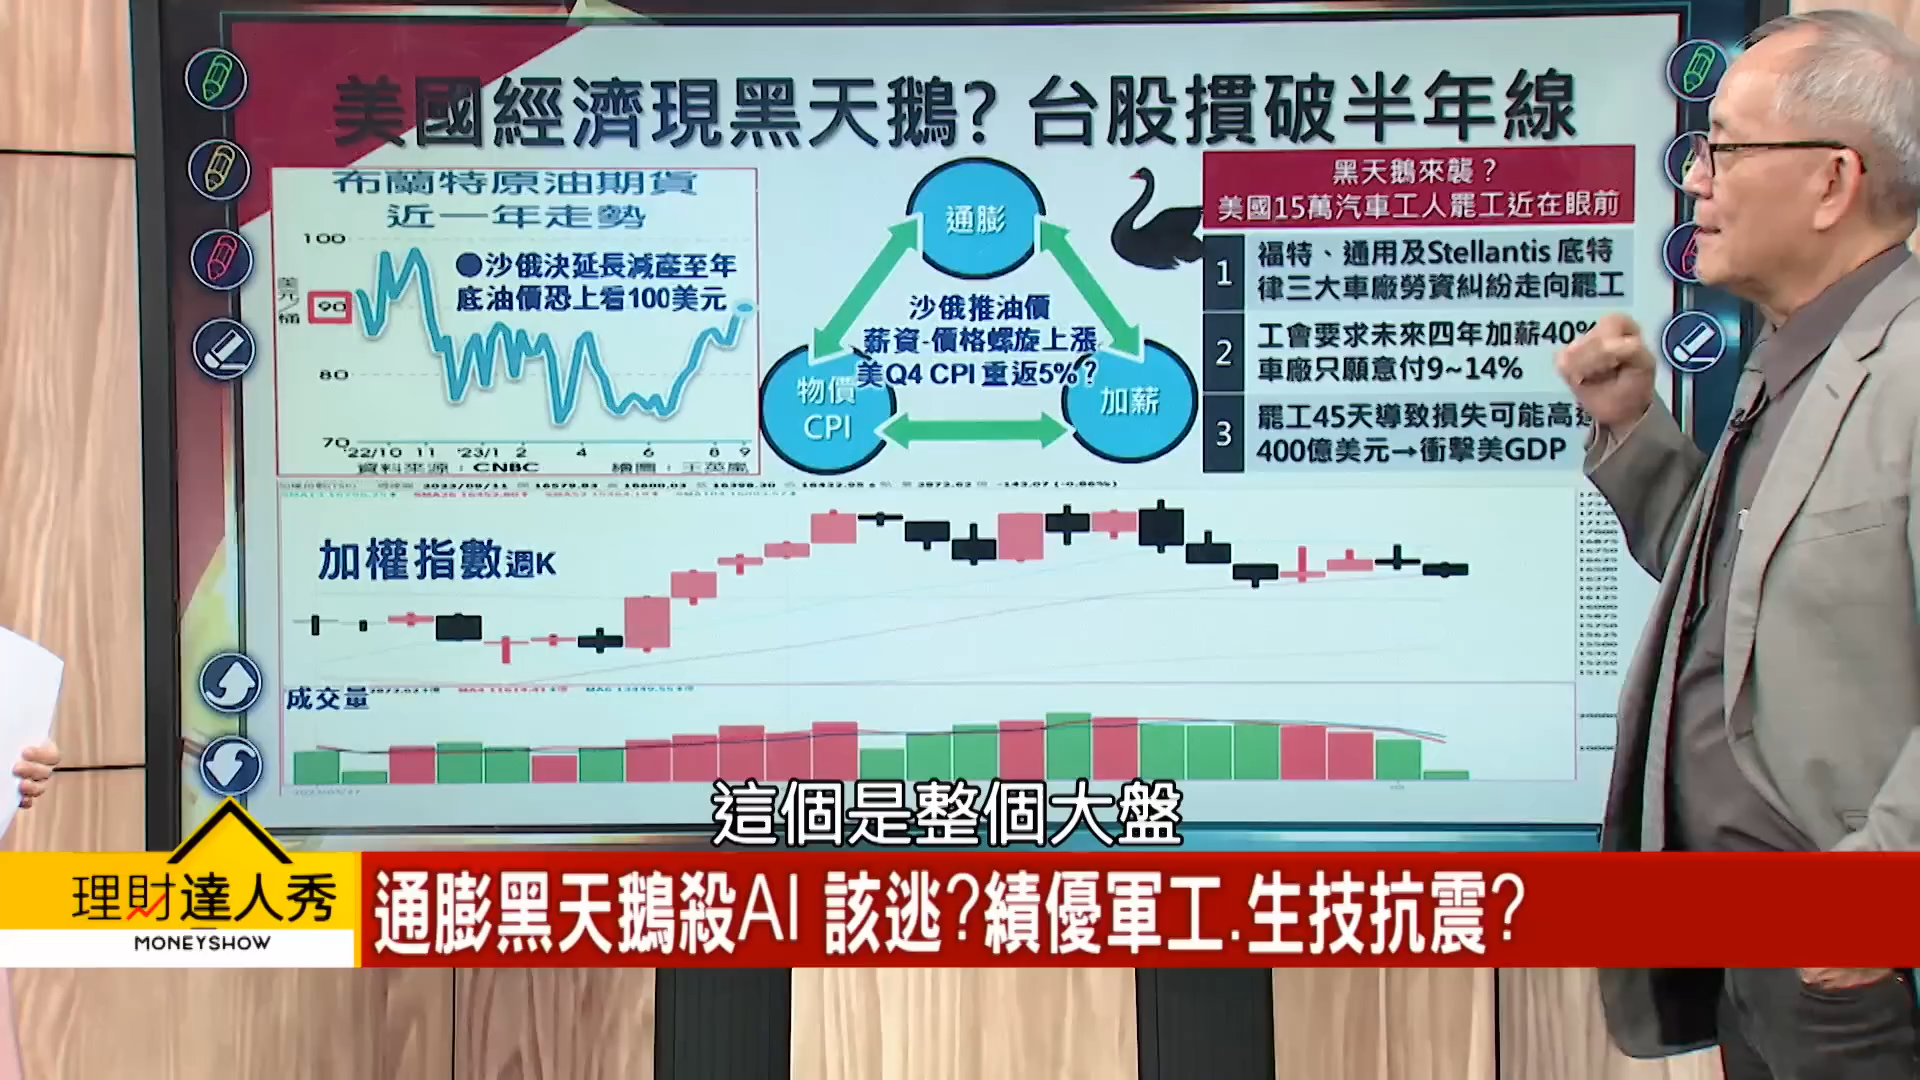 美國經濟現黑天鵝? 台股摜破半年線
布蘭特原油期貨
近一年走勢
100
美元/桶
90
80
70
●沙俄決延長減產至年
底油價恐上看100美元
'22/10 11 '23/1 2 4 6 8 9
資料來源：CNBC
繪圖：王英嵐
通膨
沙俄推油價
薪資-價格螺旋上漲
美Q4 CPI 重返5%?
物價
CPI
加薪
黑天鵝來襲？
美國15萬汽車工人罷工近在眼前
1
福特、通用及Stellantis 底特
律三大車廠勞資糾紛走向罷工
2
工會要求未來四年加薪40%
車廠只願意付9~14%
3
罷工45天導致損失可能高達
400億美元→衝擊美GDP
2023/09/11
加權指數週K
成交量
這個是整個大盤
理財達人秀
MONEYSHOW
通膨黑天鵝殺AI 該逃?績優軍工.生技抗震?